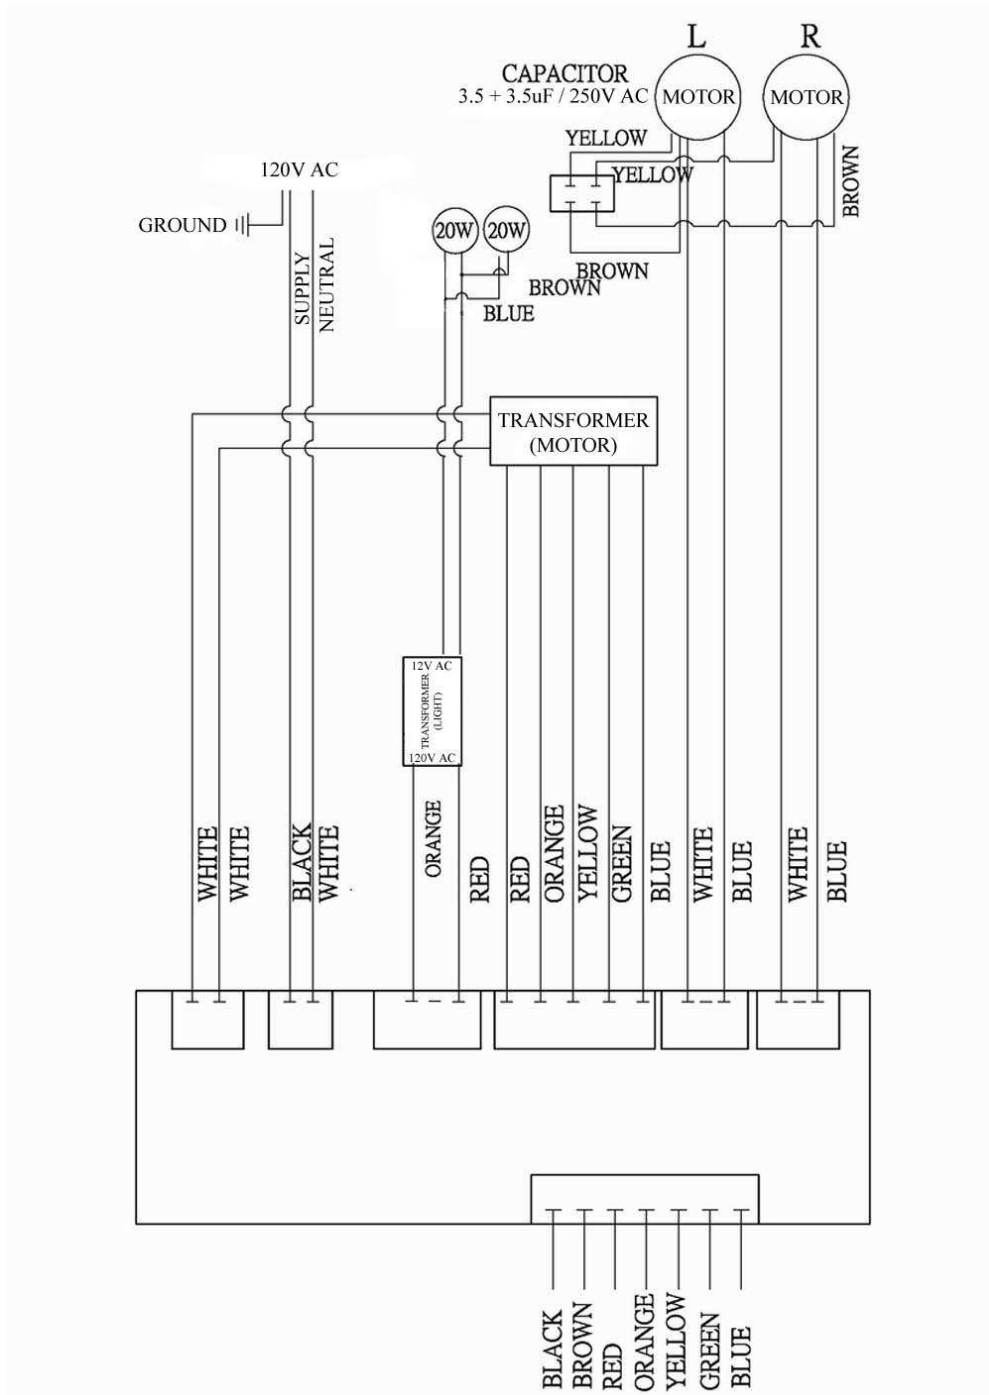 L
R
CAPACITOR
3.5 + 3.5uF / 250V AC
MOTOR
MOTOR
YELLOW
YELLOW
BROWN
120V AC
GROUND
SUPPLY
NEUTRAL
20W
20W
BROWN
BROWN
BLUE
TRANSFORMER
(MOTOR)
12V AC
TRANSFORMER
(LIGHT)
120V AC
WHITE
WHITE
BLACK
WHITE
ORANGE
RED
RED
ORANGE
YELLOW
GREEN
BLUE
WHITE
BLUE
WHITE
BLUE
BLACK
BROWN
RED
ORANGE
YELLOW
GREEN
BLUE